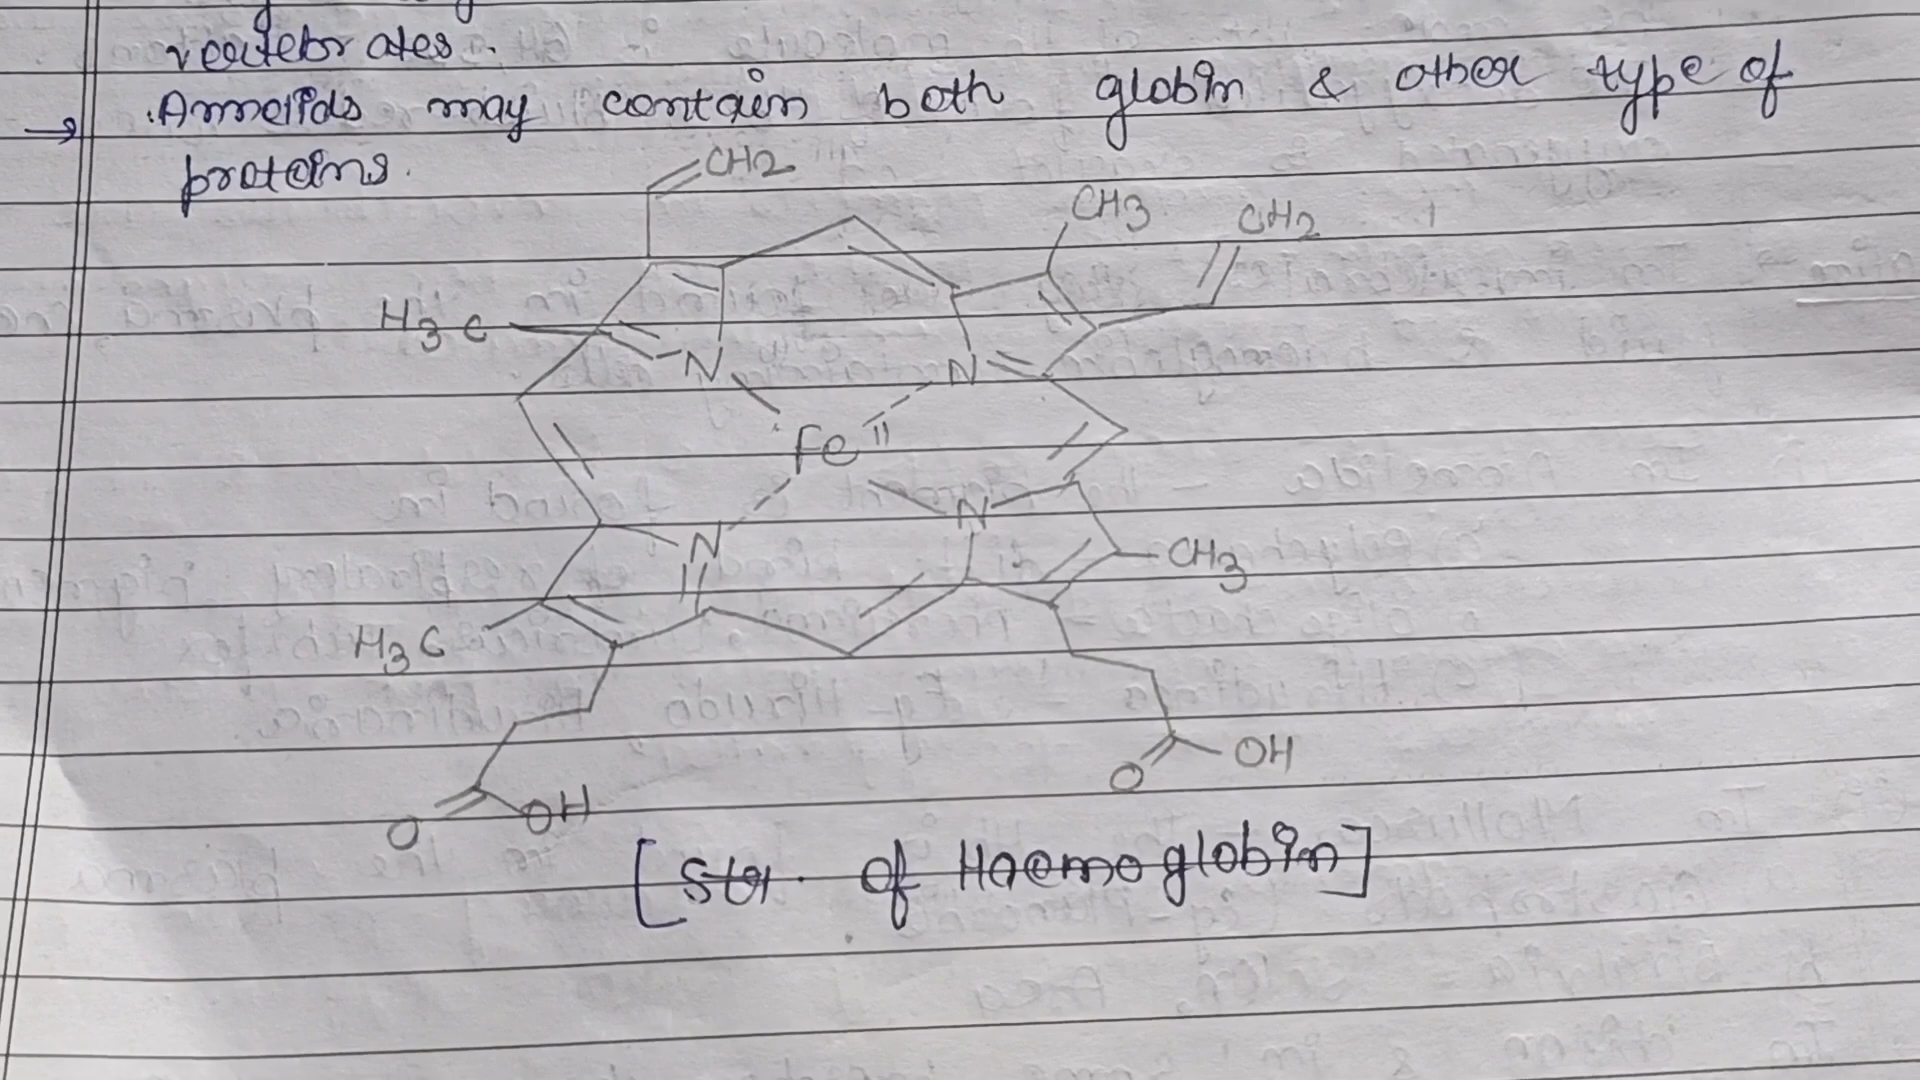 vertebrates.
→ Annelids may contain both globin & other type of
proteins.
CH2
CH3
CH2
H3C
N
N
Fe II
N
N
CH3
H3C
OH
O
O
OH
[Str. of Haemoglobin]